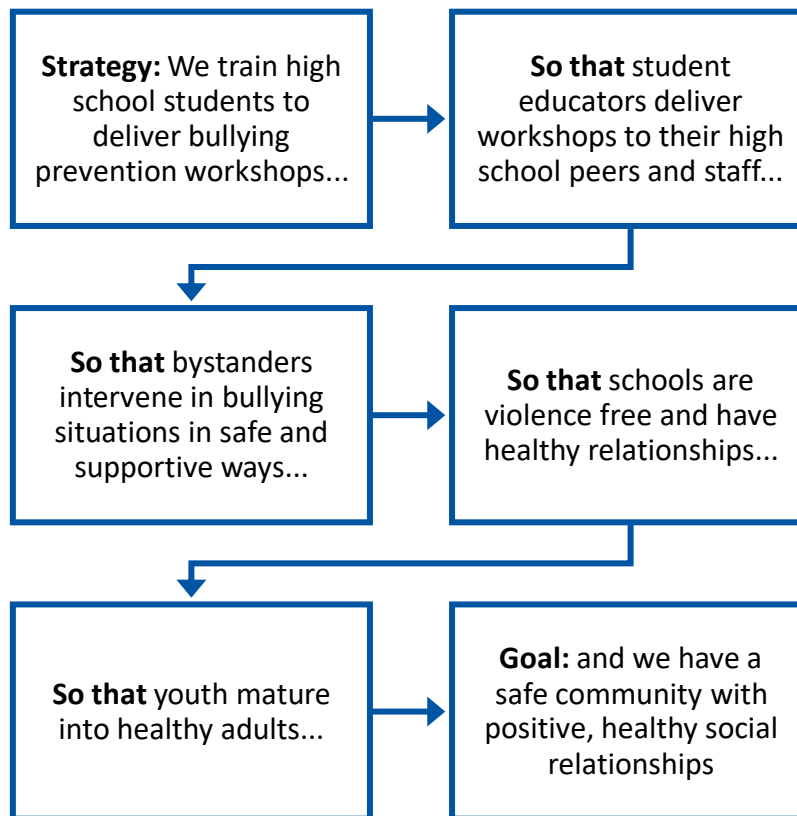 Strategy: We train high
school students to
deliver bullying
prevention workshops...
So that student
educators deliver
workshops to their high
school peers and staff...
So that bystanders
intervene in bullying
situations in safe and
supportive ways...
So that schools are
violence free and have
healthy relationships...
So that youth mature
into healthy adults...
Goal: and we have a
safe community with
positive, healthy social
relationships